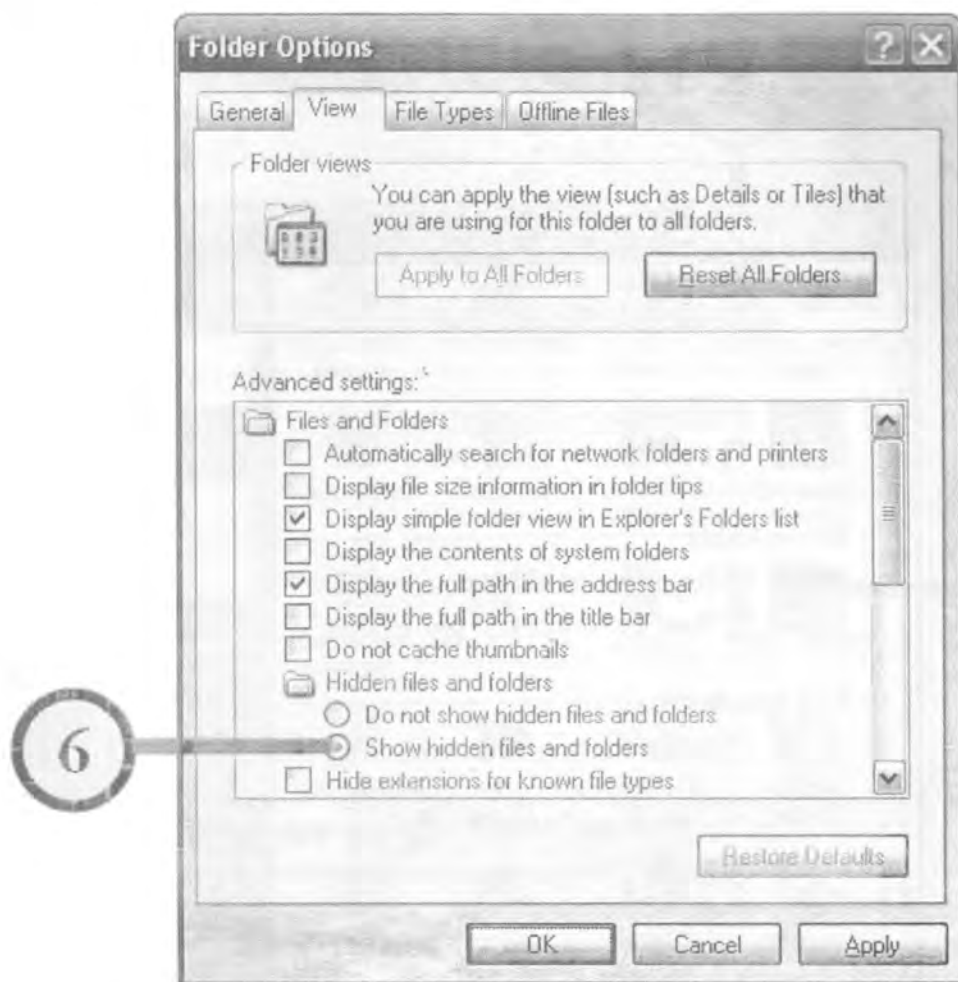 Folder Options
General View File Types Offline Files
Folder views
You can apply the view (such as Details or Tiles) that
you are using for this folder to all folders.
Apply to All Folders Reset All Folders
Advanced settings:
Files and Folders
Automatically search for network folders and printers
Display file size information in folder tips
Display simple folder view in Explorer's Folders list
Display the contents of system folders
Display the full path in the address bar
Display the full path in the title bar
Do not cache thumbnails
Hidden files and folders
Do not show hidden files and folders
6 Show hidden files and folders
Hide extensions for known file types
Restore Defaults
OK Cancel Apply